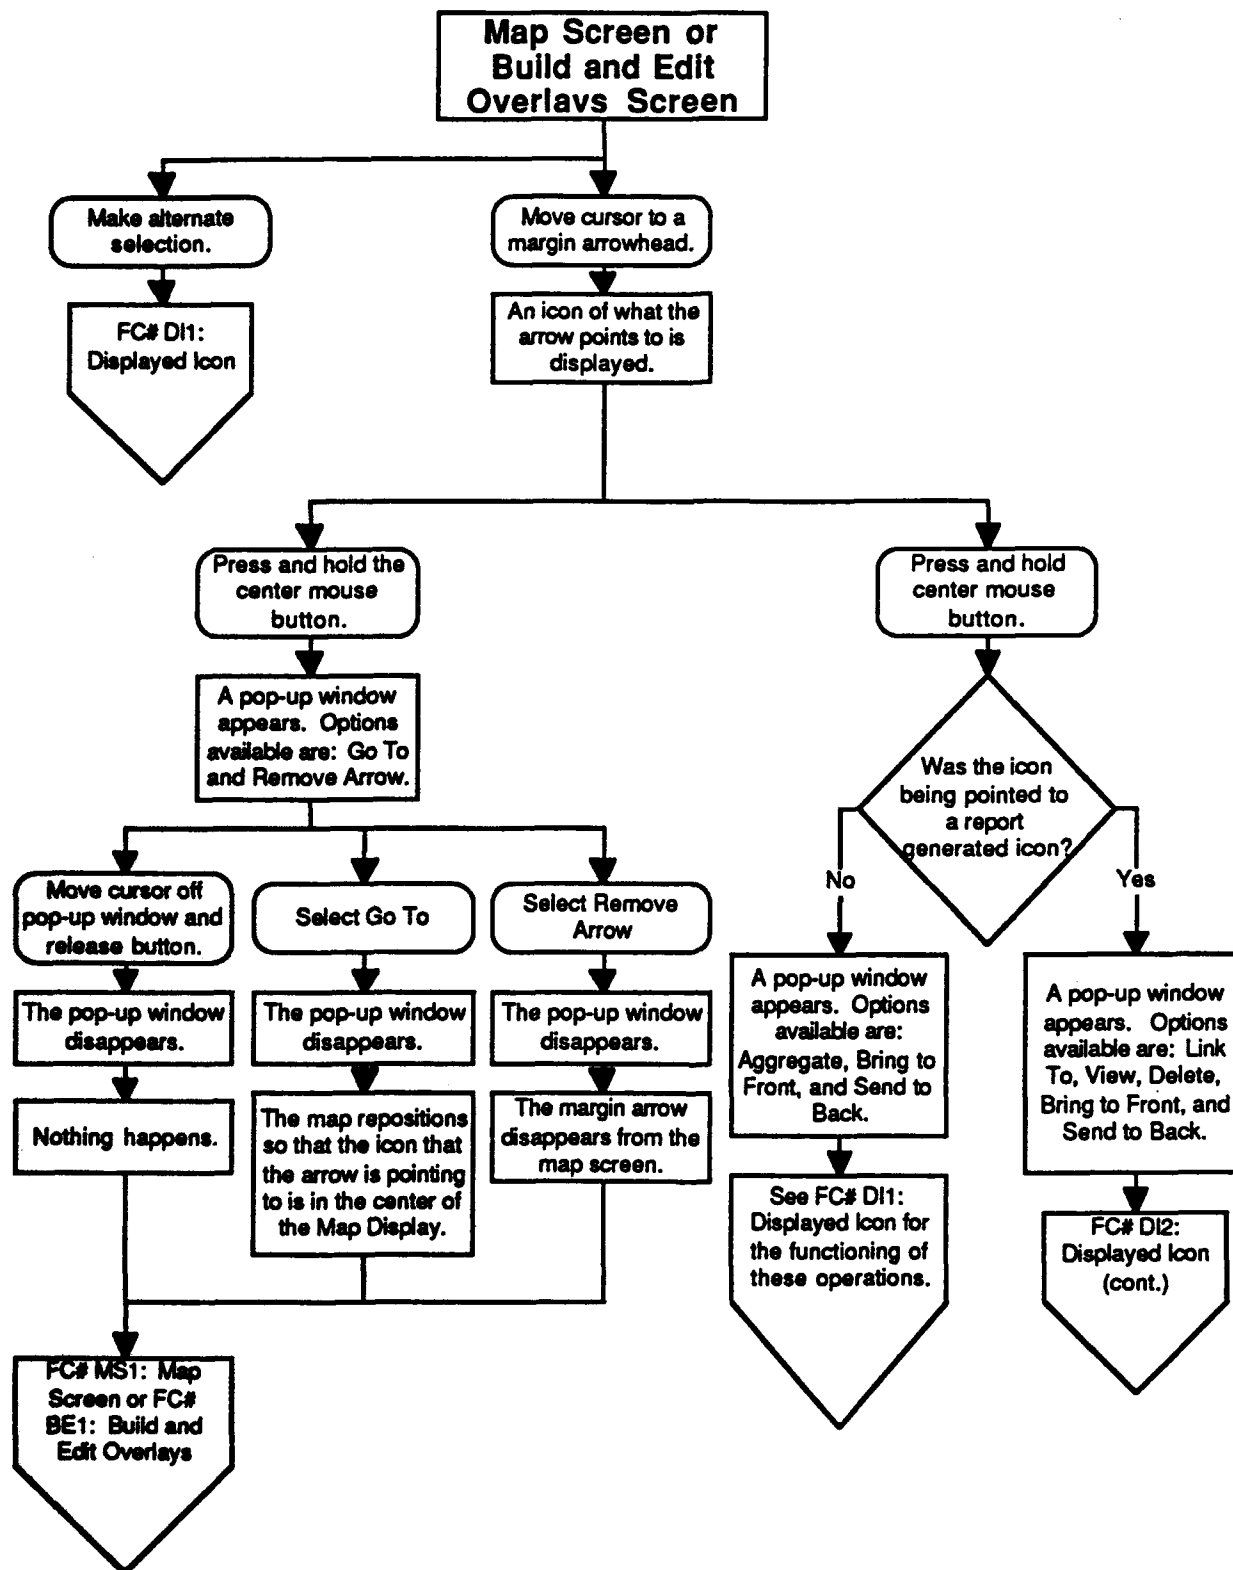 Map Screen or
Build and Edit
Overlavs Screen
Make alternate
selection.
Move cursor to a
margin arrowhead.
FC# DI1:
Displayed Icon
An icon of what the
arrow points to is
displayed.
Press and hold the
center mouse
button.
Press and hold
center mouse
button.
A pop-up window
appears. Options
available are: Go To
and Remove Arrow.
Was the icon
being pointed to
a report
generated icon?
No
Yes
Move cursor off
pop-up window and
release button.
Select Go To
Select Remove
Arrow
The pop-up window
disappears.
The pop-up window
disappears.
The pop-up window
disappears.
A pop-up window
appears. Options
available are:
Aggregate, Bring to
Front, and Send to
Back.
A pop-up window
appears. Options
available are: Link
To, View, Delete,
Bring to Front, and
Send to Back.
Nothing happens.
The map repositions
so that the icon that
the arrow is pointing
to is in the center of
the Map Display.
The margin arrow
disappears from the
map screen.
See FC# DI1:
Displayed Icon for
the functioning of
these operations.
FC# DI2:
Displayed Icon
(cont.)
FC# MS1: Map
Screen or FC#
BE1: Build and
Edit Overlays